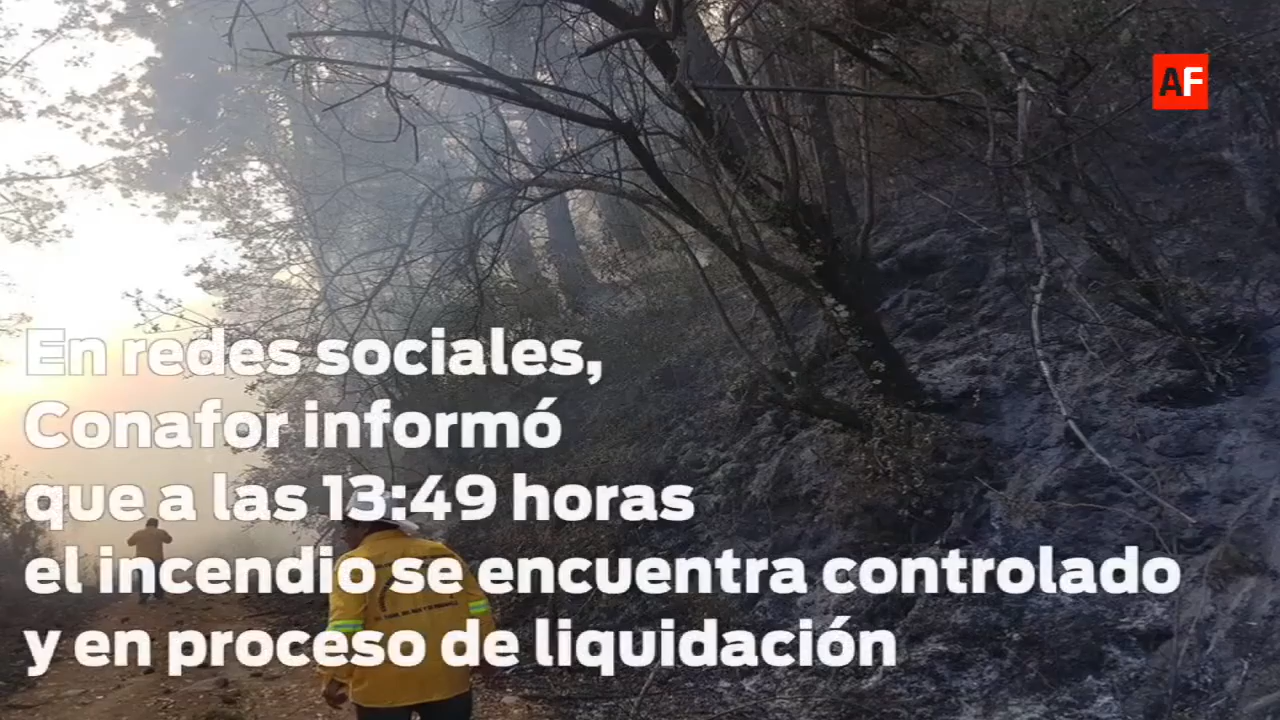 AF
En redes sociales,
Conafor informó
que a las 13:49 horas
el incendio se encuentra controlado
y en proceso de liquidación